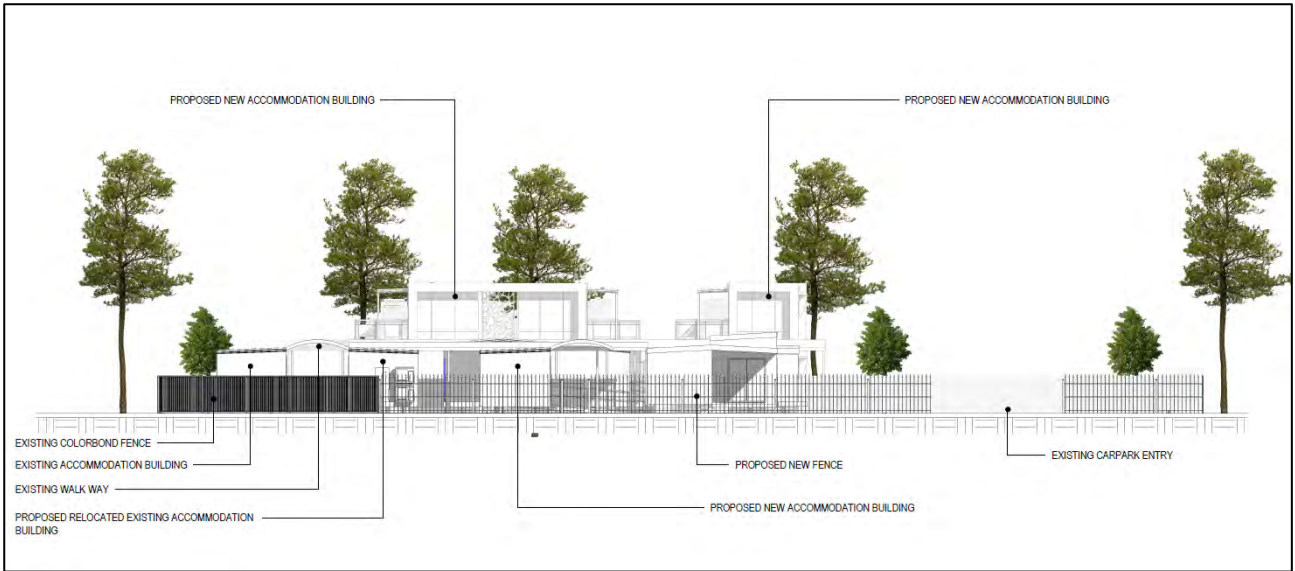 PROPOSED NEW ACCOMMODATION BUILDING
PROPOSED NEW ACCOMMODATION BUILDING
EXISTING COLORBOND FENCE
EXISTING ACCOMMODATION BUILDING
EXISTING WALK WAY
PROPOSED RELOCATED EXISTING ACCOMMODATION
BUILDING
PROPOSED NEW FENCE
PROPOSED NEW ACCOMMODATION BUILDING
EXISTING CARPARK ENTRY